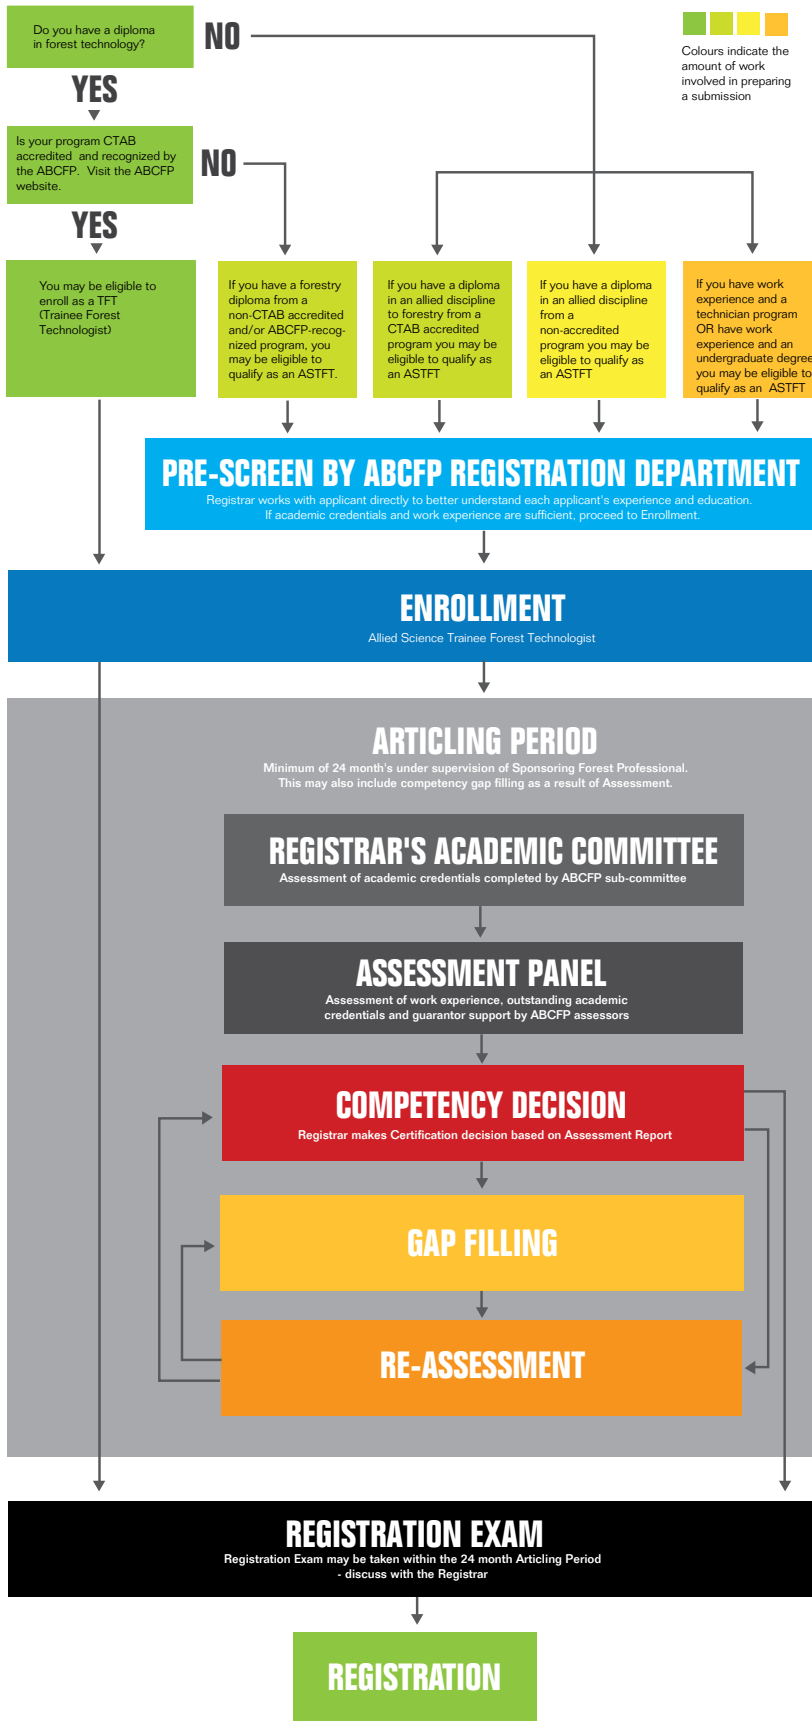 Do you have a diploma
in forest technology?
NO
Colours indicate the
amount of work
involved in preparing
a submission
YES
Is your program CTAB
accredited and recognized by
the ABCFP. Visit the ABCFP
website.
NO
YES
You may be eligible to
enroll as a TFT
(Trainee Forest
Technologist)
If you have a forestry
diploma from a
non-CTAB accredited
and/or ABCFP-recog-
nized program, you
may be eligible to
qualify as an ASTFT.
If you have a diploma
in an allied discipline
to forestry from a
CTAB accredited
program you may be
eligible to qualify as
an ASTFT
If you have a diploma
in an allied discipline
from a
non-accredited
program you may be
eligible to qualify as
an ASTFT
If you have work
experience and a
technician program
OR have work
experience and an
undergraduate degree
you may be eligible to
qualify as an ASTFT
PRE-SCREEN BY ABCFP REGISTRATION DEPARTMENT
Registrar works with applicant directly to better understand each applicant's experience and education.
If academic credentials and work experience are sufficient, proceed to Enrollment.
ENROLLMENT
Allied Science Trainee Forest Technologist
ARTICLING PERIOD
Minimum of 24 month's under supervision of Sponsoring Forest Professional.
This may also include competency gap filling as a result of Assessment.
REGISTRAR'S ACADEMIC COMMITTEE
Assessment of academic credentials completed by ABCFP sub-committee
ASSESSMENT PANEL
Assessment of work experience, outstanding academic
credentials and guarantor support by ABCFP assessors
COMPETENCY DECISION
Registrar makes Certification decision based on Assessment Report
GAP FILLING
RE-ASSESSMENT
REGISTRATION EXAM
Registration Exam may be taken within the 24 month Articling Period
- discuss with the Registrar
REGISTRATION